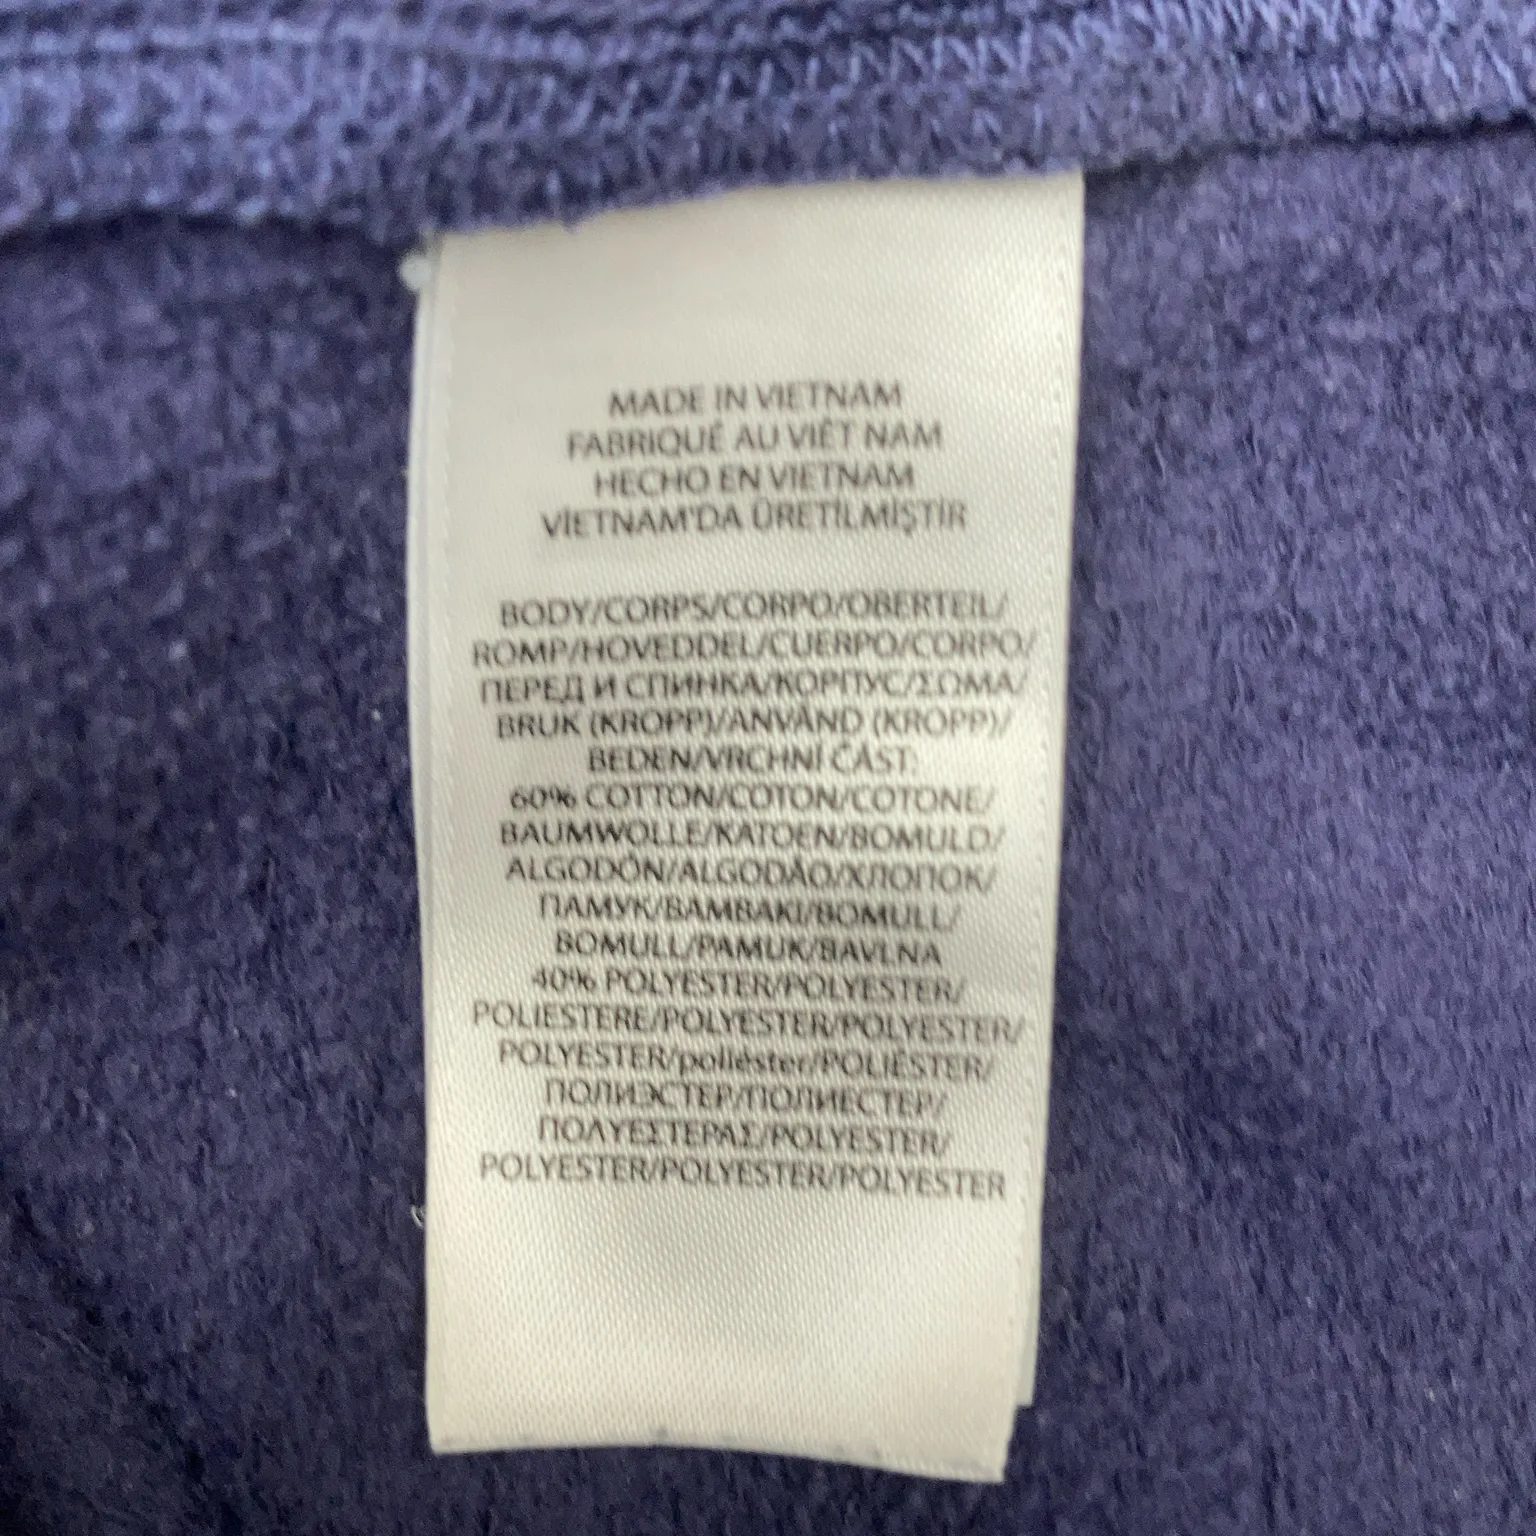 MADE IN VIETNAM
FABRIQUÉ AU VIÊT NAM
HECHO EN VIETNAM
VİETNAM'DA ÜRETİLMİŞTİR
BODY/CORPS/CORPO/OBERTEIL/
ROMP/HOVEDDEL/CUERPO/CORPO/
ПЕРЕД И СПИНКА/КОРПУС/ΣΩΜΑ/
BRUK (KROPP)/ANVÄND (KROPP)/
BEDEN/VRCHNÍ ČÁST:
60% COTTON/COTON/COTONE/
BAUMWOLLE/KATOEN/BOMULD/
ALGODÓN/ALGODÃO/ХЛОПОК/
ПАМУК/ΒΑΜΒΑΚΙ/BOMULL/
BOMULL/PAMUK/BAVLNA
40% POLYESTER/POLYESTER/
POLIESTERE/POLYESTER/POLYESTER/
POLYESTER/poliéster/POLIÉSTER/
ПОЛИЭСТЕР/ПОЛИЕСТЕР/
ΠΟΛΥΕΣΤΕΡΑΣ/POLYESTER/
POLYESTER/POLYESTER/POLYESTER